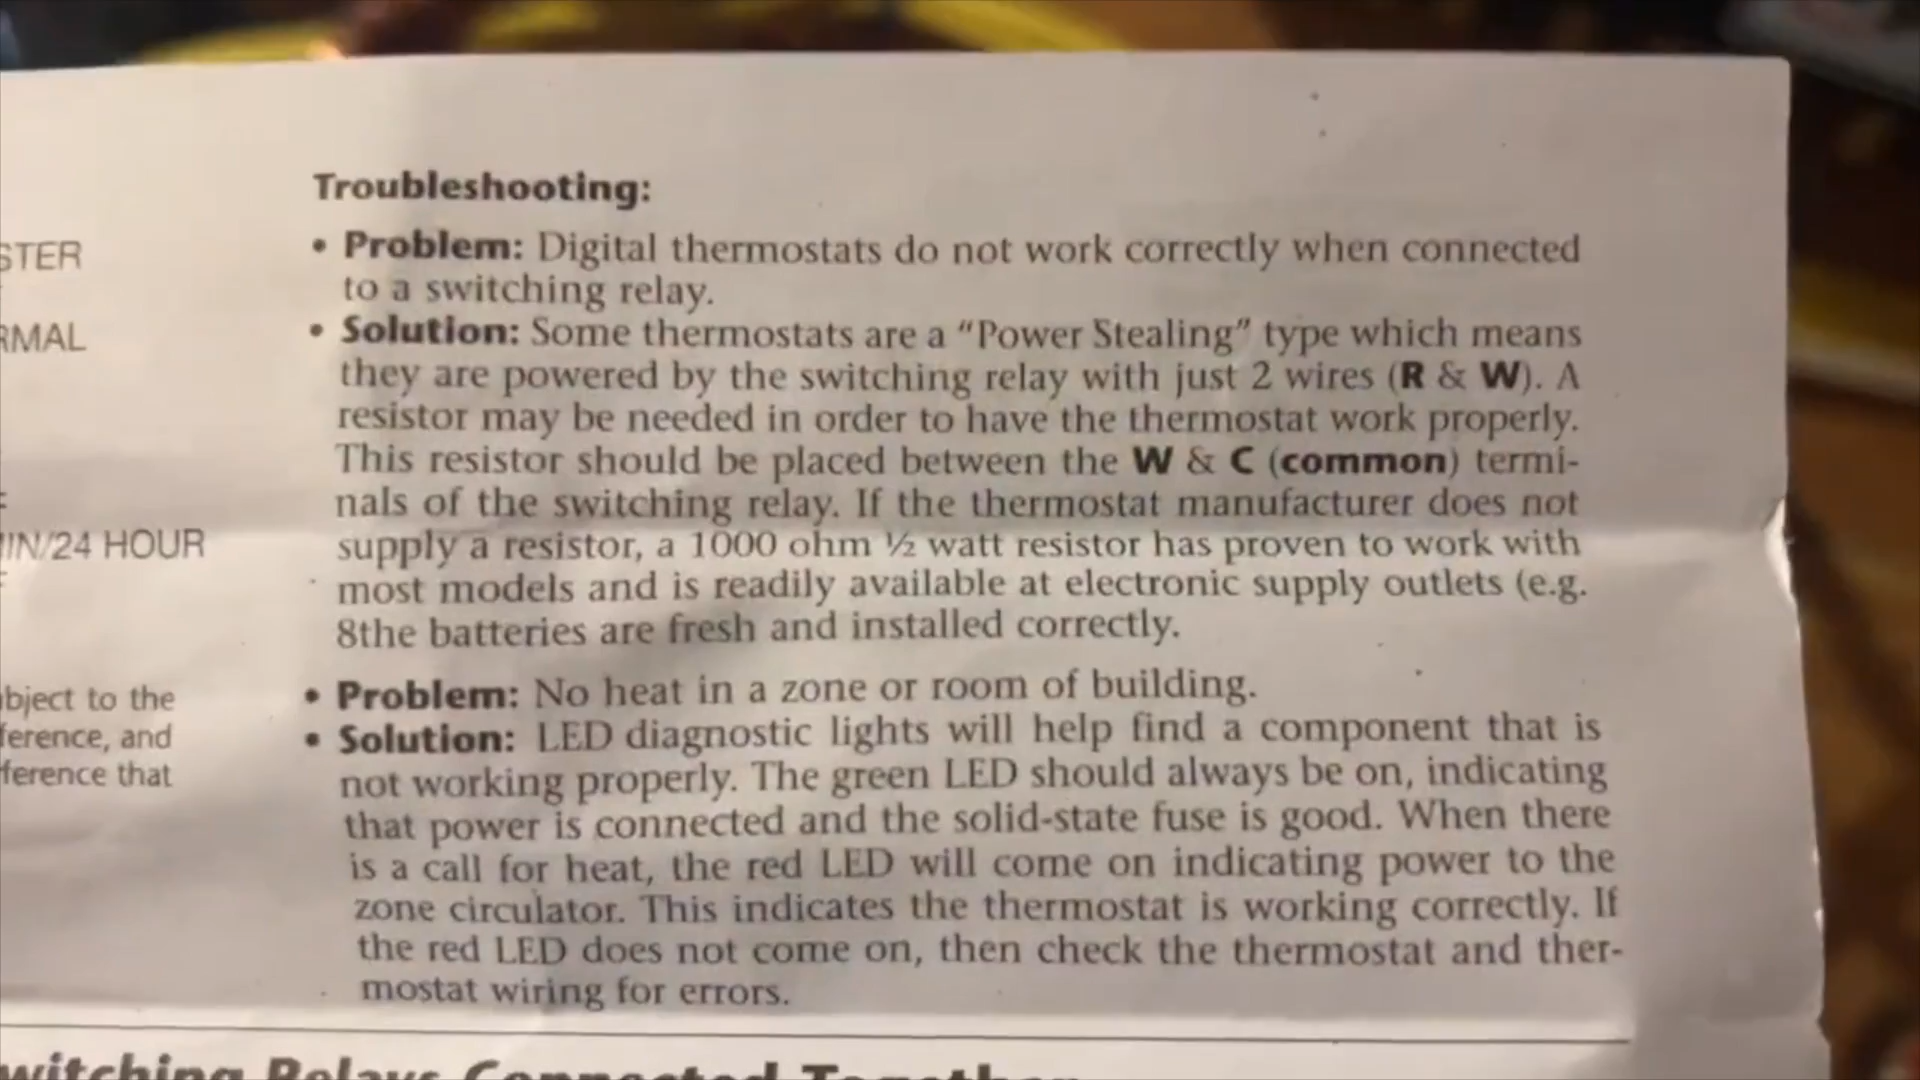 STER
RMAL
IN/24 HOUR
bject to the
ference, and
ference that
Troubleshooting:
• Problem: Digital thermostats do not work correctly when connected
to a switching relay.
• Solution: Some thermostats are a “Power Stealing” type which means
they are powered by the switching relay with just 2 wires (R & W). A
resistor may be needed in order to have the thermostat work properly.
This resistor should be placed between the W & C (common) termi-
nals of the switching relay. If the thermostat manufacturer does not
supply a resistor, a 1000 ohm ½ watt resistor has proven to work with
most models and is readily available at electronic supply outlets (e.g.
8the batteries are fresh and installed correctly.
• Problem: No heat in a zone or room of building.
• Solution: LED diagnostic lights will help find a component that is
not working properly. The green LED should always be on, indicating
that power is connected and the solid-state fuse is good. When there
is a call for heat, the red LED will come on indicating power to the
zone circulator. This indicates the thermostat is working correctly. If
the red LED does not come on, then check the thermostat and ther-
mostat wiring for errors.
witching Relays Connected Together